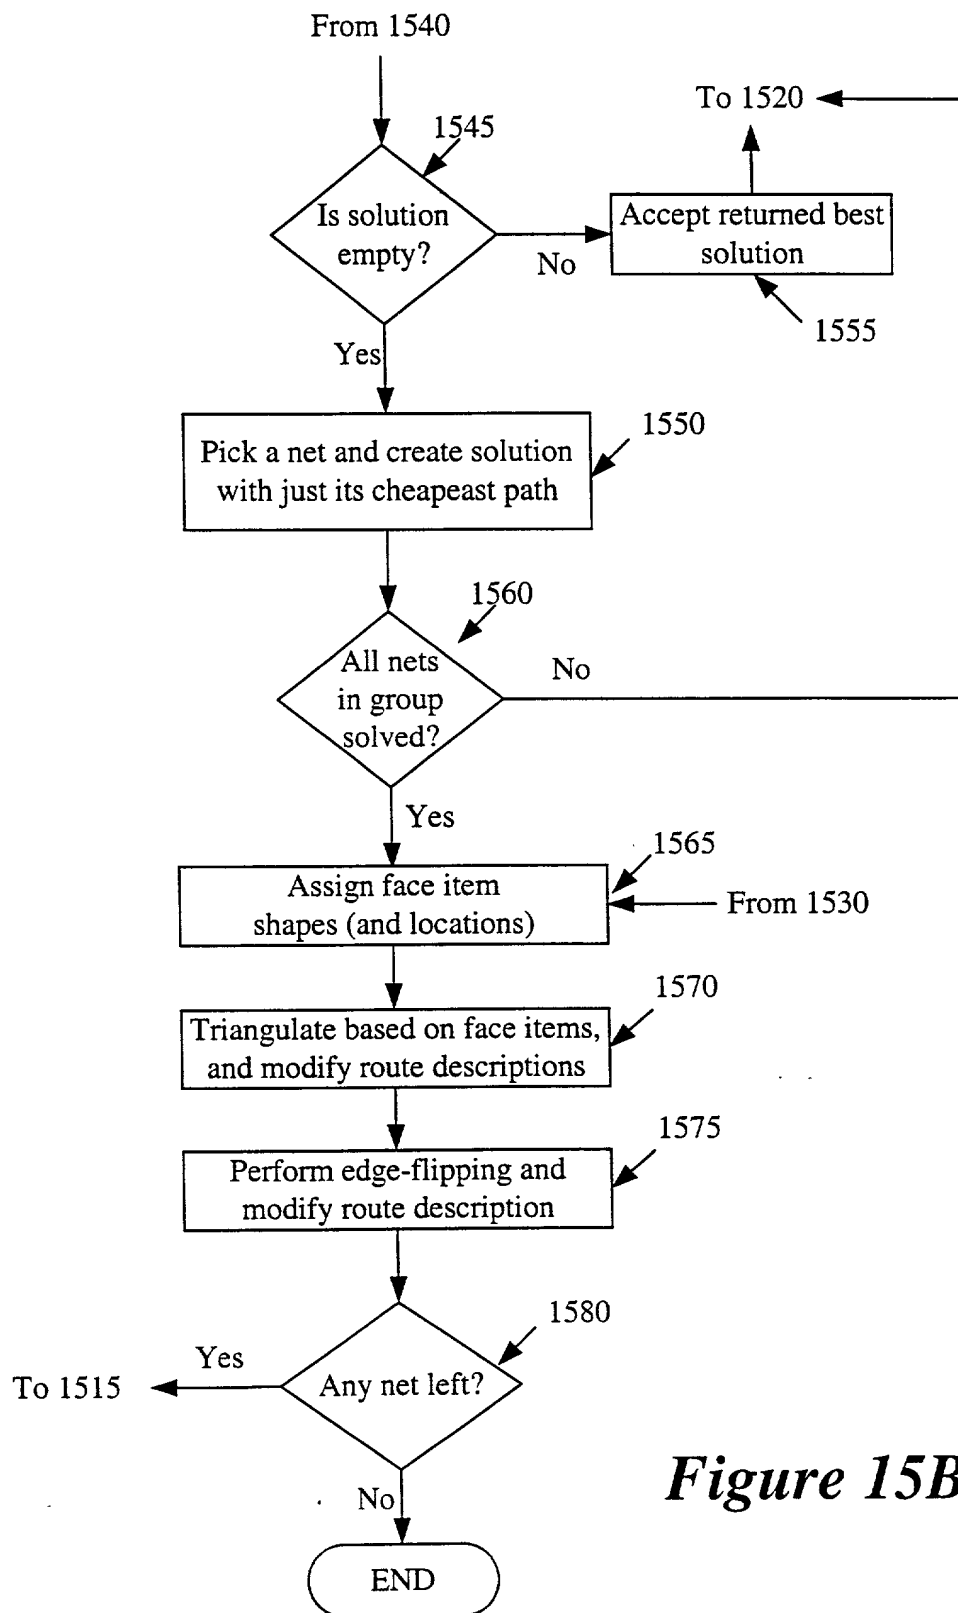 From 1540
To 1520
1545
Is solution
empty?
No
Accept returned best
solution
1555
Yes
1550
Pick a net and create solution
with just its cheapeast path
1560
All nets
in group
solved?
No
Yes
1565
Assign face item
shapes (and locations)
From 1530
1570
Triangulate based on face items,
and modify route descriptions
1575
Perform edge-flipping and
modify route description
1580
Any net left?
Yes
To 1515
No
END
Figure 15B